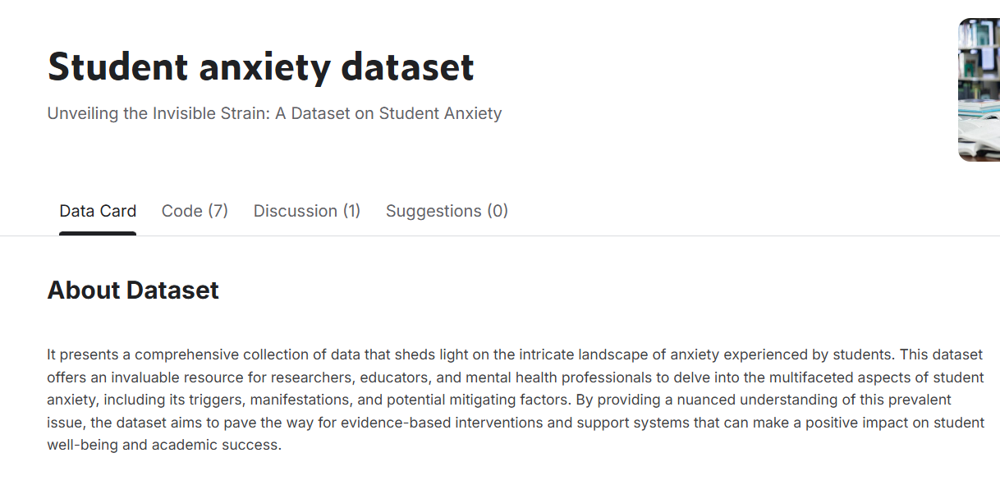 Student anxiety dataset
Unveiling the Invisible Strain: A Dataset on Student Anxiety
Data Card Code (7) Discussion (1) Suggestions (0)
About Dataset
It presents a comprehensive collection of data that sheds light on the intricate landscape of anxiety experienced by students. This dataset
offers an invaluable resource for researchers, educators, and mental health professionals to delve into the multifaceted aspects of student
anxiety, including its triggers, manifestations, and potential mitigating factors. By providing a nuanced understanding of this prevalent
issue, the dataset aims to pave the way for evidence-based interventions and support systems that can make a positive impact on student
well-being and academic success.